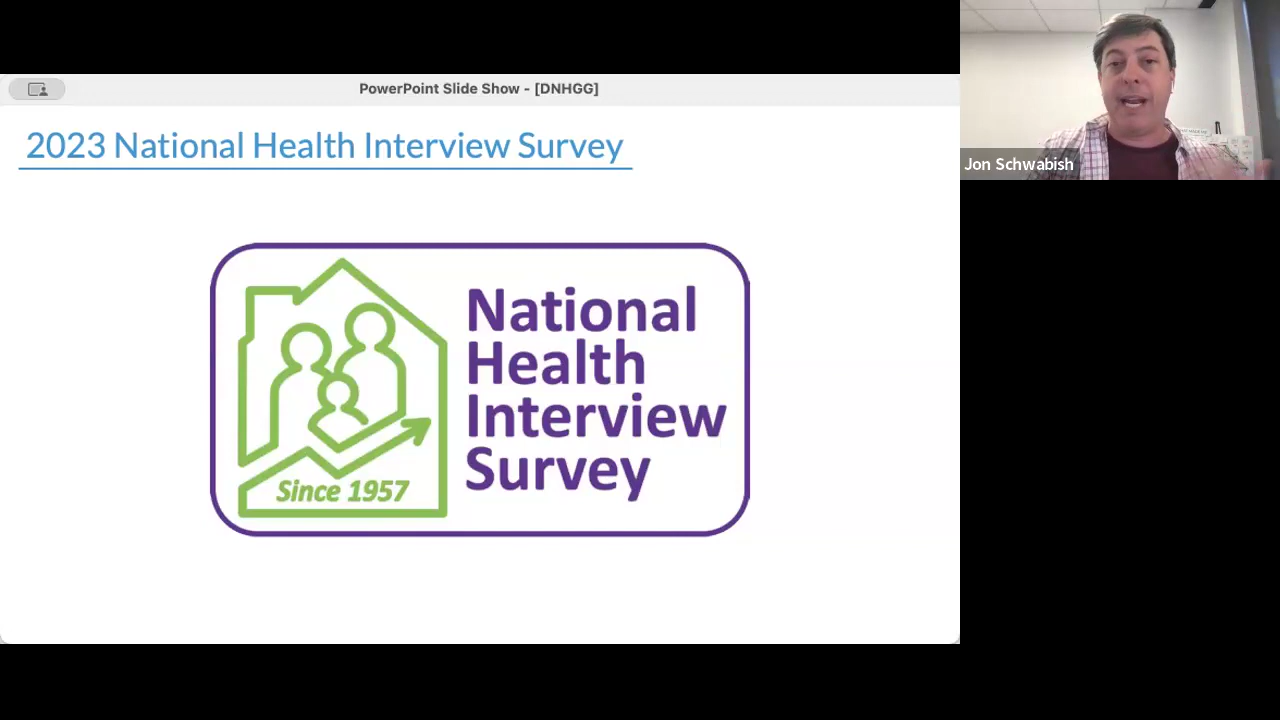 PowerPoint Slide Show - [DNHGG]
2023 National Health Interview Survey
National
Health
Interview
Survey
Since 1957
Jon Schwabish